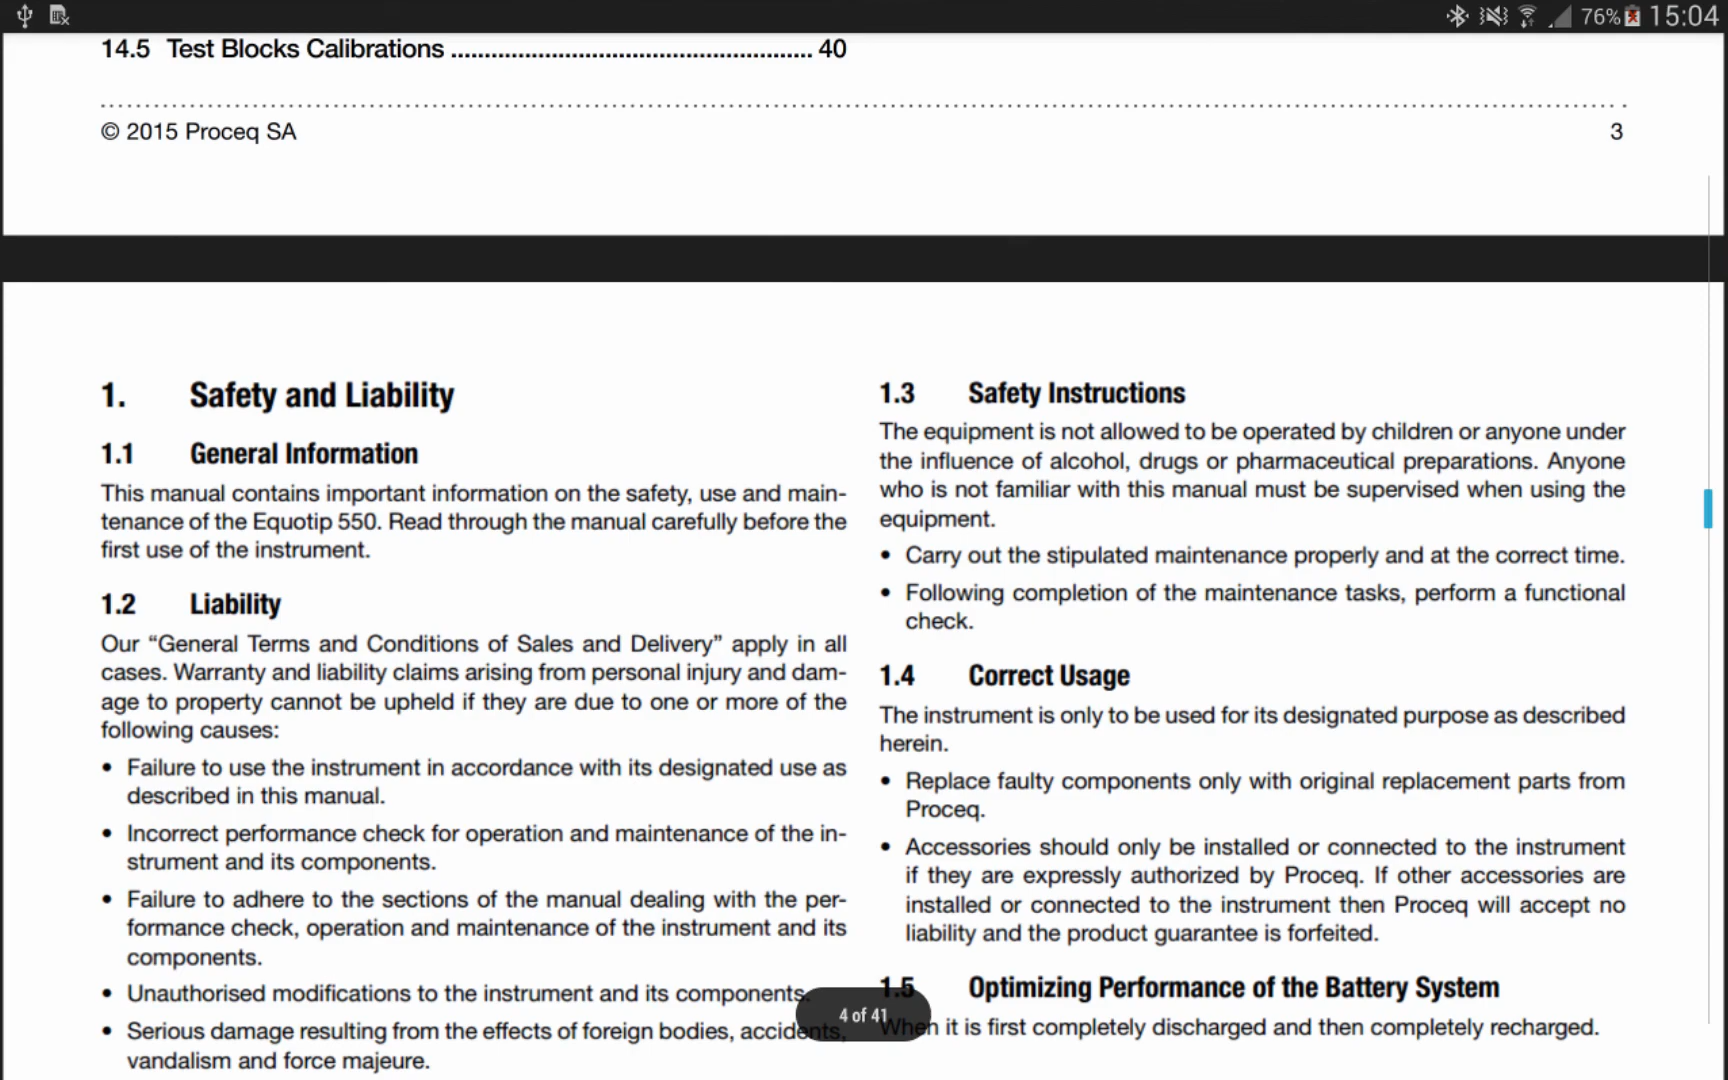 76% 15:04
14.5 Test Blocks Calibrations ...................................................... 40
© 2015 Proceq SA
3
1. Safety and Liability
1.1 General Information
This manual contains important information on the safety, use and main-
tenance of the Equotip 550. Read through the manual carefully before the
first use of the instrument.
1.2 Liability
Our “General Terms and Conditions of Sales and Delivery” apply in all
cases. Warranty and liability claims arising from personal injury and dam-
age to property cannot be upheld if they are due to one or more of the
following causes:
• Failure to use the instrument in accordance with its designated use as
described in this manual.
• Incorrect performance check for operation and maintenance of the in-
strument and its components.
• Failure to adhere to the sections of the manual dealing with the per-
formance check, operation and maintenance of the instrument and its
components.
• Unauthorised modifications to the instrument and its components.
• Serious damage resulting from the effects of foreign bodies, accidents,
vandalism and force majeure.
1.3 Safety Instructions
The equipment is not allowed to be operated by children or anyone under
the influence of alcohol, drugs or pharmaceutical preparations. Anyone
who is not familiar with this manual must be supervised when using the
equipment.
• Carry out the stipulated maintenance properly and at the correct time.
• Following completion of the maintenance tasks, perform a functional
check.
1.4 Correct Usage
The instrument is only to be used for its designated purpose as described
herein.
• Replace faulty components only with original replacement parts from
Proceq.
• Accessories should only be installed or connected to the instrument
if they are expressly authorized by Proceq. If other accessories are
installed or connected to the instrument then Proceq will accept no
liability and the product guarantee is forfeited.
1.5 Optimizing Performance of the Battery System
When it is first completely discharged and then completely recharged.
4 of 41